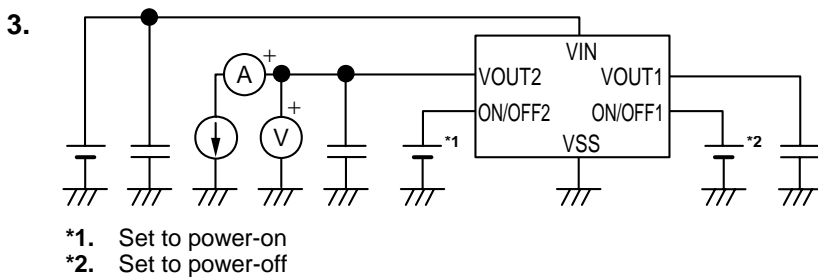 3.
VIN
A +
VOUT2 VOUT1
+
ON/OFF2 ON/OFF1
V
*1 *2
VSS
*1. Set to power-on
*2. Set to power-off